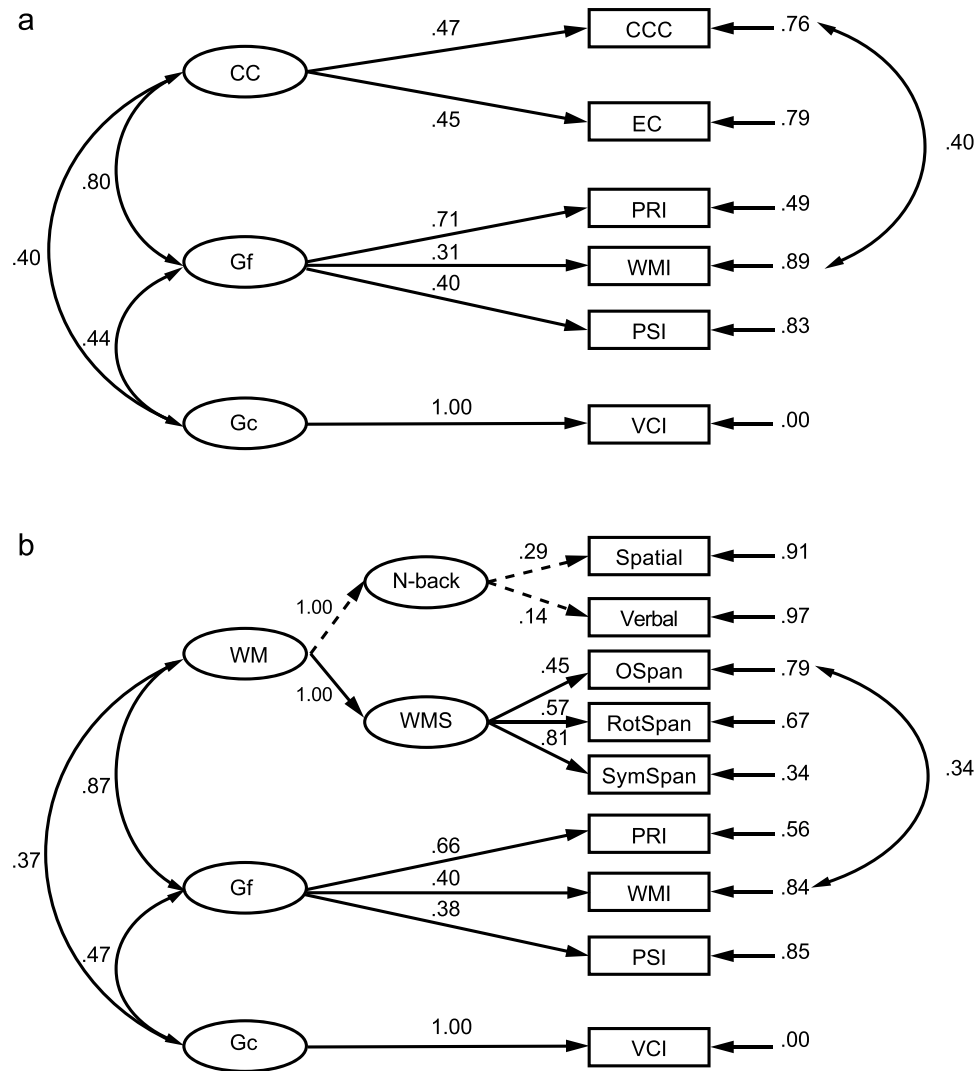 a
CC
.47
CCC
.76
.45
EC
.79
.40
.80
.71
PRI
.49
.40
Gf
.31
WMI
.89
.40
PSI
.83
.44
Gc
1.00
VCI
.00
b
N-back
.29
Spatial
.91
1.00
.14
Verbal
.97
WM
1.00
WMS
.45
OSpan
.79
.57
RotSpan
.67
.81
SymSpan
.34
.34
.87
.37
.66
PRI
.56
Gf
.40
WMI
.84
.38
PSI
.85
.47
Gc
1.00
VCI
.00